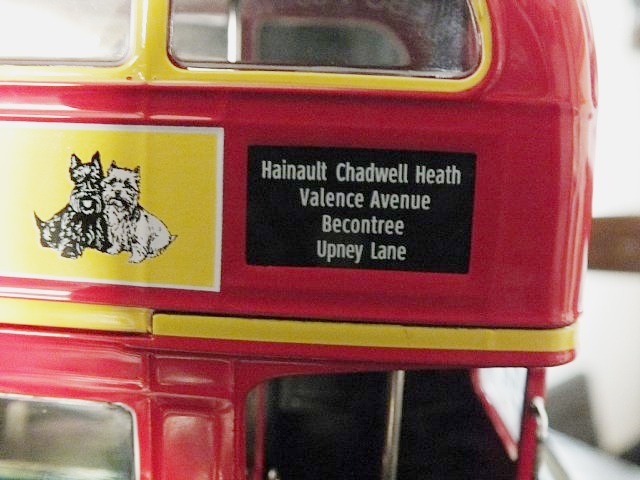 Hainault Chadwell Heath
Valence Avenue
Becontree
Upney Lane